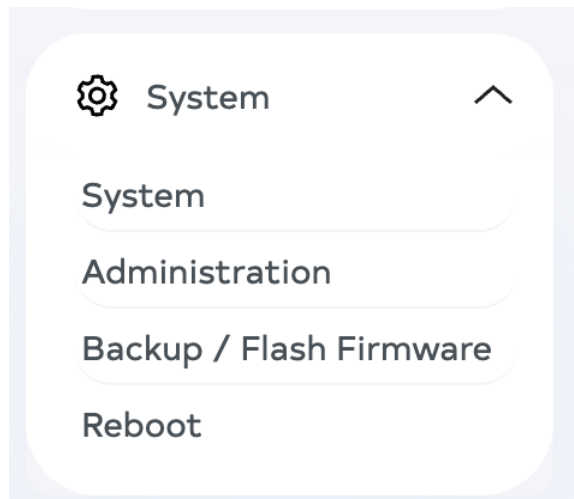 System
System
Administration
Backup / Flash Firmware
Reboot